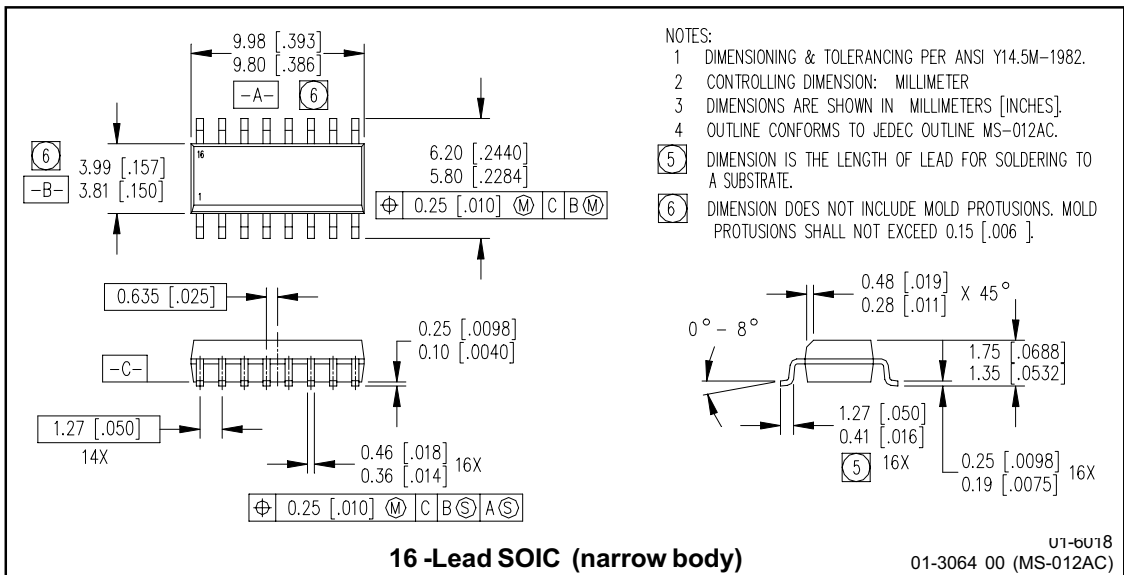 9.98 [.393]
9.80 [.386]
-A- 6
16
1
6
3.99 [.157]
-B- 3.81 [.150]
6.20 [.2440]
5.80 [.2284]
⌖ 0.25 [.010] Ⓜ C B Ⓜ
NOTES:
1 DIMENSIONING & TOLERANCING PER ANSI Y14.5M-1982.
2 CONTROLLING DIMENSION: MILLIMETER
3 DIMENSIONS ARE SHOWN IN MILLIMETERS [INCHES].
4 OUTLINE CONFORMS TO JEDEC OUTLINE MS-012AC.
5 DIMENSION IS THE LENGTH OF LEAD FOR SOLDERING TO
A SUBSTRATE.
6 DIMENSION DOES NOT INCLUDE MOLD PROTUSIONS. MOLD
PROTUSIONS SHALL NOT EXCEED 0.15 [.006 ].
0.635 [.025]
0.25 [.0098]
0.10 [.0040]
-C-
1.27 [.050]
14X
0.46 [.018]
0.36 [.014] 16X
⌖ 0.25 [.010] Ⓜ C B Ⓢ A Ⓢ
0.48 [.019]
0.28 [.011] X 45°
0° - 8°
1.75 [.0688]
1.35 [.0532]
1.27 [.050]
0.41 [.016]
5 16X
0.25 [.0098]
0.19 [.0075] 16X
16 -Lead SOIC (narrow body)
01-6018
01-3064 00 (MS-012AC)